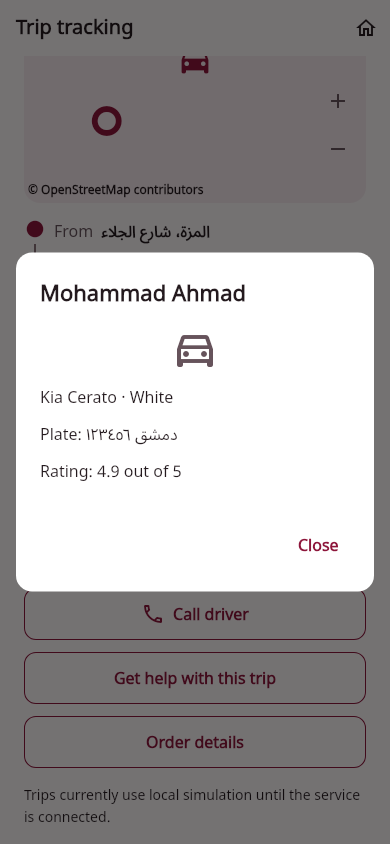 Trip tracking
+
−
© OpenStreetMap contributors
From المزة، شارع الجلاء
Mohammad Ahmad
Kia Cerato · White
Plate: دمشق ١٢٣٤٥٦
Rating: 4.9 out of 5
Close
Call driver
Get help with this trip
Order details
Trips currently use local simulation until the service
is connected.